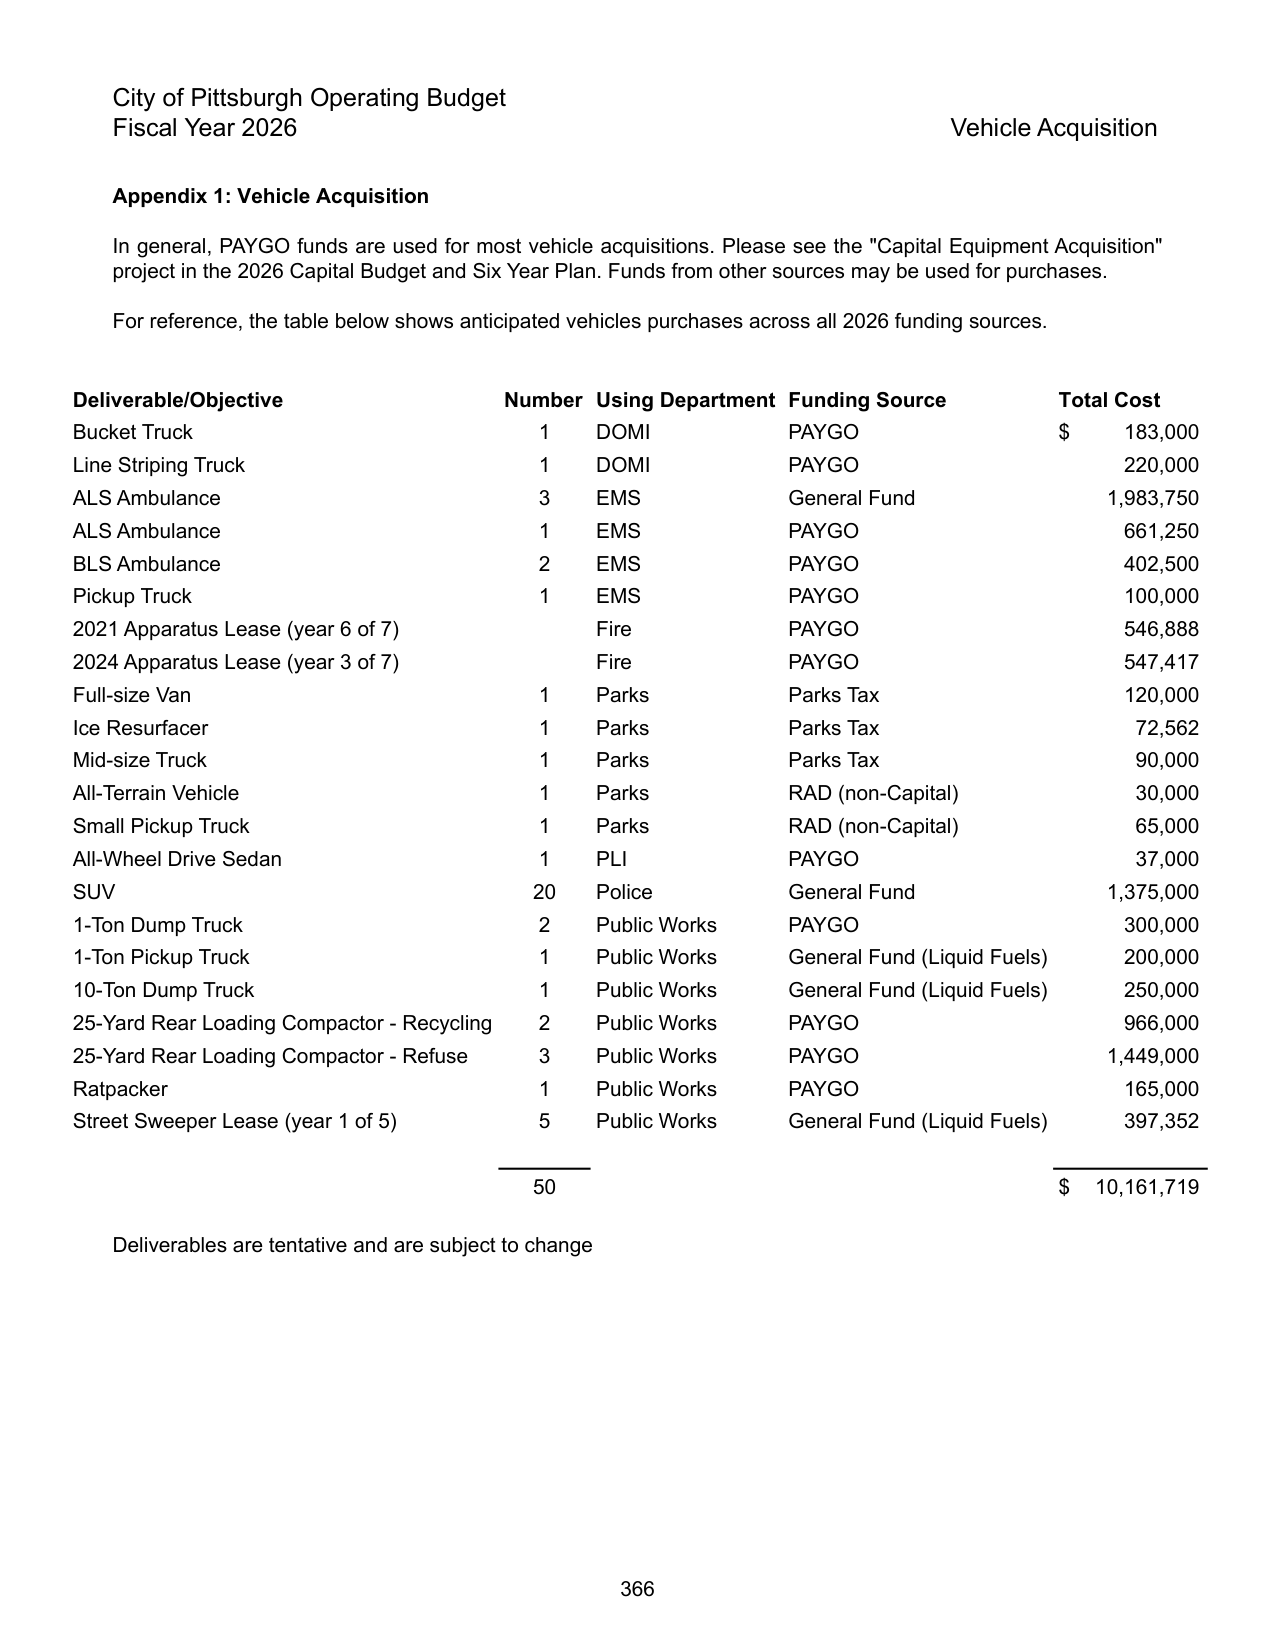 City of Pittsburgh Operating Budget
Fiscal Year 2026 Vehicle Acquisition
Appendix 1: Vehicle Acquisition
In general, PAYGO funds are used for most vehicle acquisitions. Please see the "Capital Equipment Acquisition"
project in the 2026 Capital Budget and Six Year Plan. Funds from other sources may be used for purchases.
For reference, the table below shows anticipated vehicles purchases across all 2026 funding sources.
Deliverable/Objective Number Using Department Funding Source Total Cost
Bucket Truck 1 DOMI PAYGO $ 183,000
Line Striping Truck 1 DOMI PAYGO 220,000
ALS Ambulance 3 EMS General Fund 1,983,750
ALS Ambulance 1 EMS PAYGO 661,250
BLS Ambulance 2 EMS PAYGO 402,500
Pickup Truck 1 EMS PAYGO 100,000
2021 Apparatus Lease (year 6 of 7) Fire PAYGO 546,888
2024 Apparatus Lease (year 3 of 7) Fire PAYGO 547,417
Full-size Van 1 Parks Parks Tax 120,000
Ice Resurfacer 1 Parks Parks Tax 72,562
Mid-size Truck 1 Parks Parks Tax 90,000
All-Terrain Vehicle 1 Parks RAD (non-Capital) 30,000
Small Pickup Truck 1 Parks RAD (non-Capital) 65,000
All-Wheel Drive Sedan 1 PLI PAYGO 37,000
SUV 20 Police General Fund 1,375,000
1-Ton Dump Truck 2 Public Works PAYGO 300,000
1-Ton Pickup Truck 1 Public Works General Fund (Liquid Fuels) 200,000
10-Ton Dump Truck 1 Public Works General Fund (Liquid Fuels) 250,000
25-Yard Rear Loading Compactor - Recycling 2 Public Works PAYGO 966,000
25-Yard Rear Loading Compactor - Refuse 3 Public Works PAYGO 1,449,000
Ratpacker 1 Public Works PAYGO 165,000
Street Sweeper Lease (year 1 of 5) 5 Public Works General Fund (Liquid Fuels) 397,352
50 $ 10,161,719
Deliverables are tentative and are subject to change
366